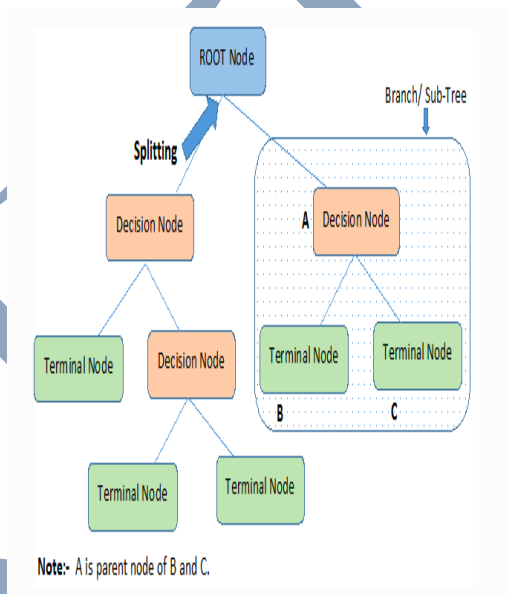 ROOT Node
Branch/ Sub-Tree
Splitting
Decision Node
A
Decision Node
Terminal Node
Decision Node
Terminal Node
Terminal Node
B
C
Terminal Node
Terminal Node
Note:- A is parent node of B and C.